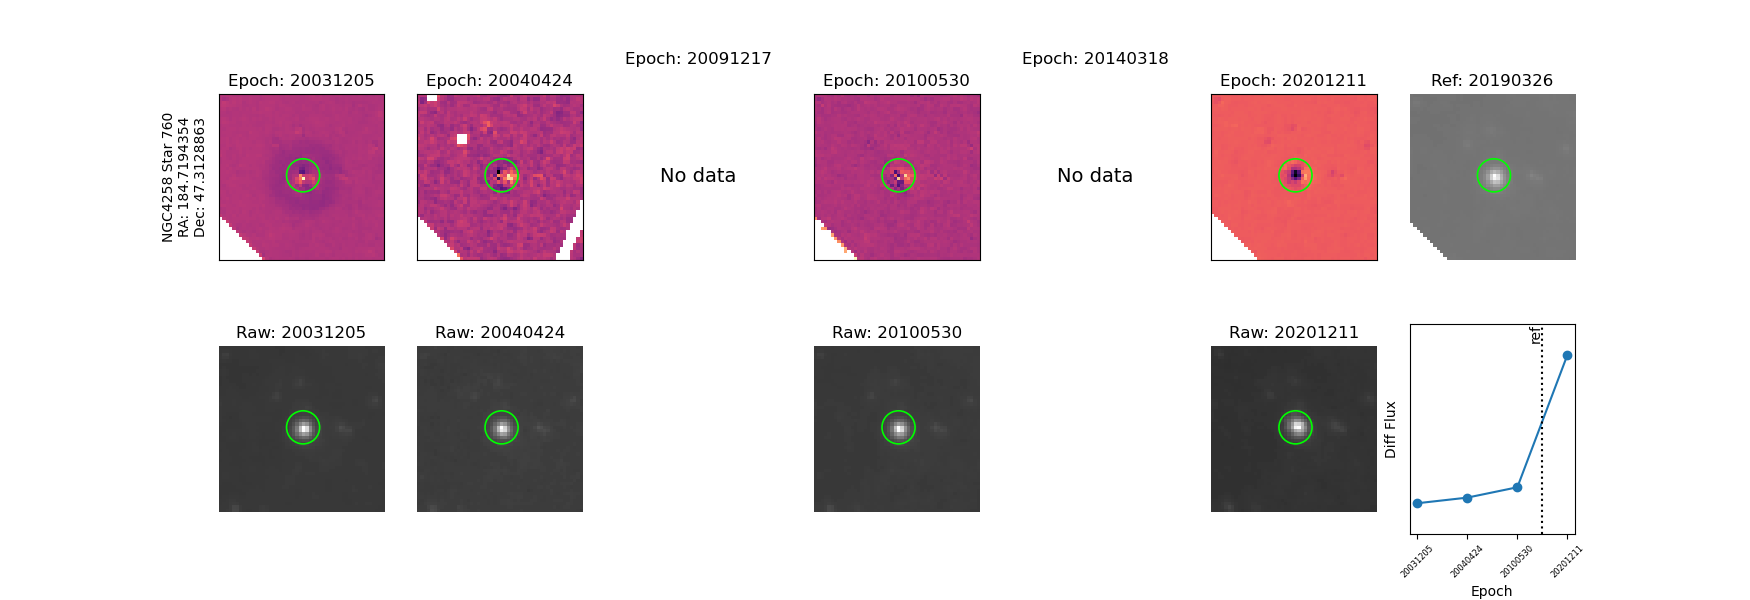 Epoch: 20091217
Epoch: 20140318
Epoch: 20031205
Epoch: 20040424
Epoch: 20100530
Epoch: 20201211
Ref: 20190326
NGC4258 Star 760
RA: 184.7194354
Dec: 47.3128863
No data
No data
Raw: 20031205
Raw: 20040424
Raw: 20100530
Raw: 20201211
ref
Diff Flux
20031205
20040424
20100530
20201211
Epoch